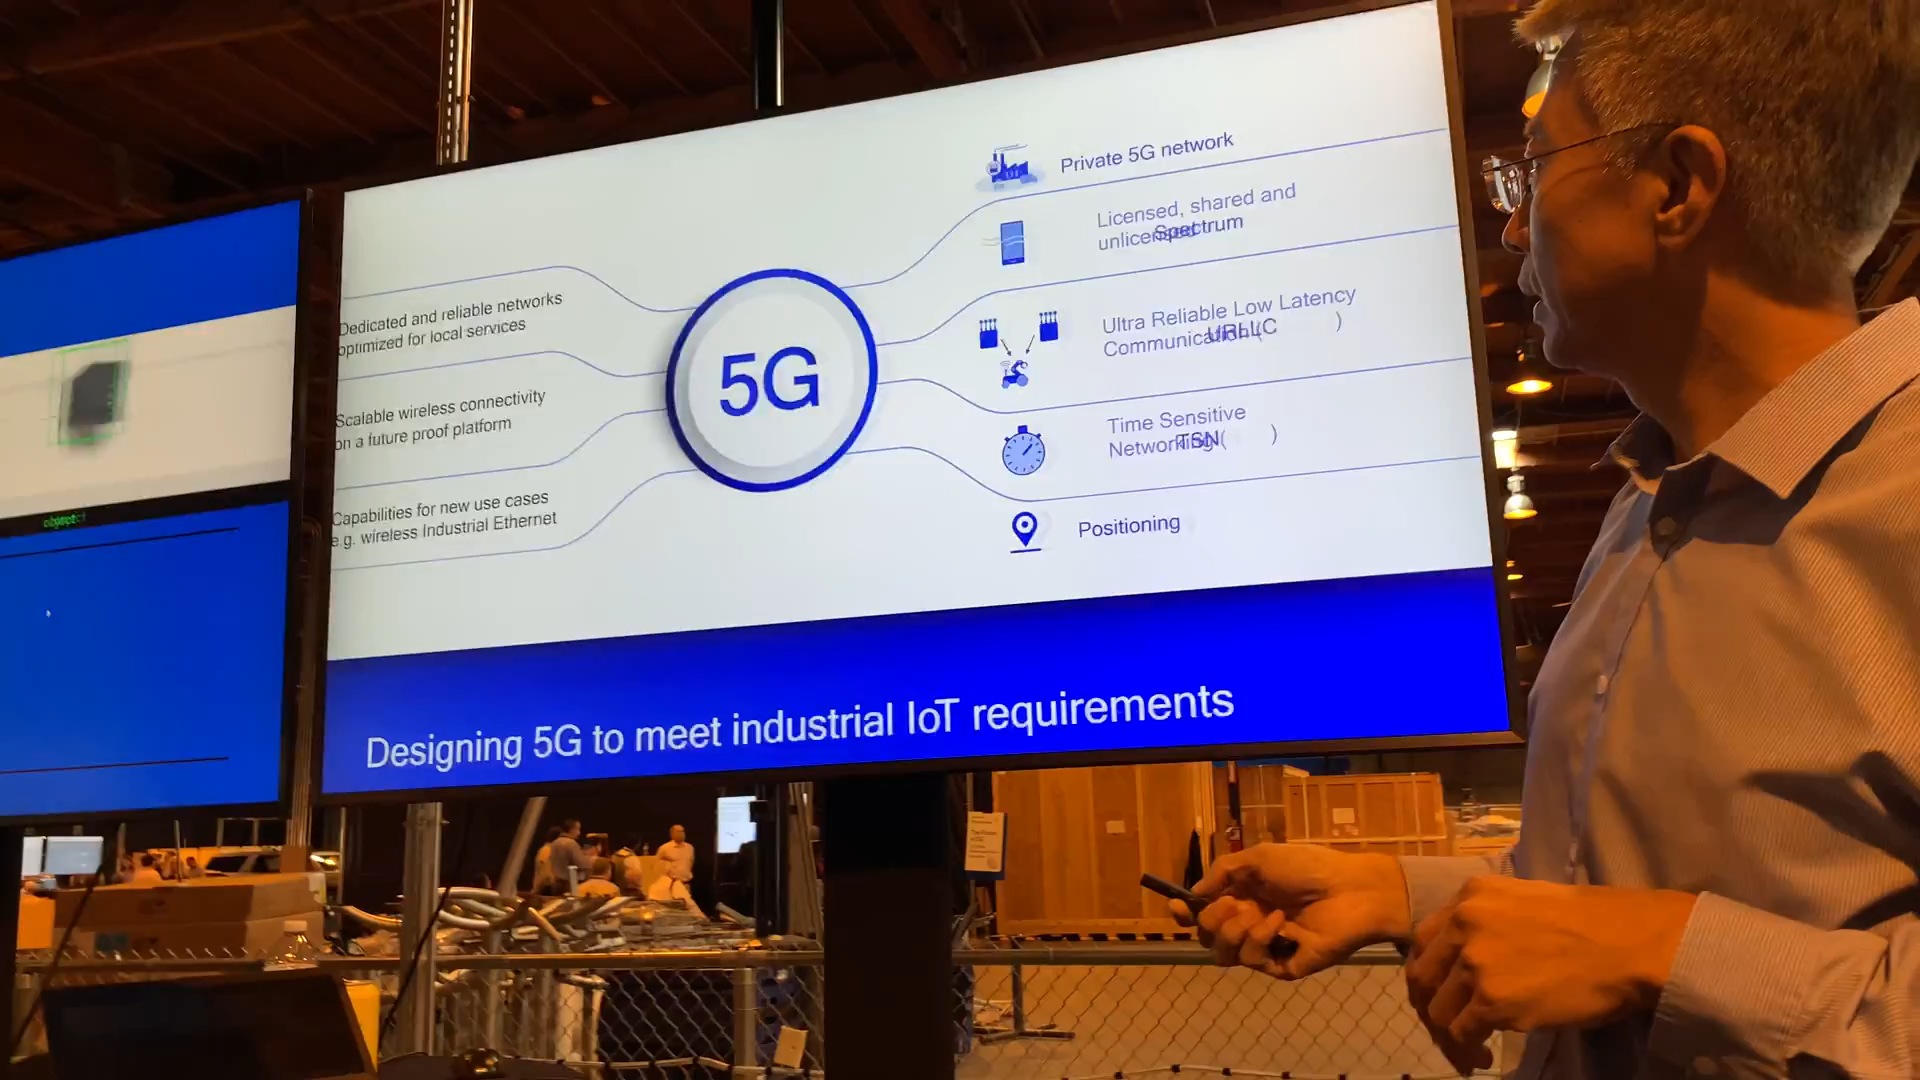 Dedicated and reliable networks
optimized for local services
Scalable wireless connectivity
on a future proof platform
Capabilities for new use cases
e.g. wireless Industrial Ethernet
5G
Private 5G network
Licensed, shared and
unlicensed Spectrum
Ultra Reliable Low Latency
Communication (URLLC)
Time Sensitive
Networking (TSN)
Positioning
Designing 5G to meet industrial IoT requirements